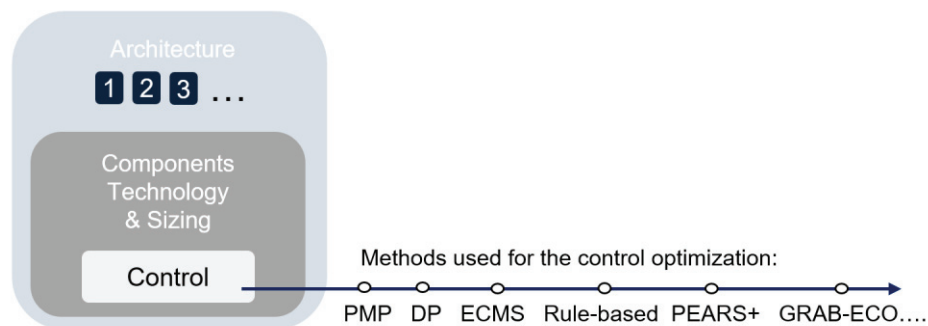 Architecture
1 2 3 ...
Components
Technology
& Sizing
Control
Methods used for the control optimization:
PMP DP ECMS Rule-based PEARS+ GRAB-ECO....